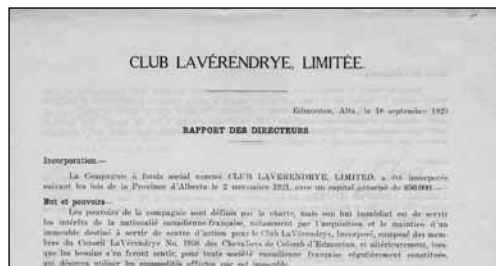 CLUB LAVÉRENDRYE, LIMITÉE.
Edmonton, Alta., le 18 septembre 1923
RAPPORT DES DIRECTEURS
Incorporation.—
La Compagnie à fonds social nommé CLUB LAVERENDRYE, LIMITED, a été incorporée
suivant les lois de la Province d'Alberta le 2 novembre 1921, avec un capital autorisé de $50,000.—
But et pouvoirs—
Les pouvoirs de la compagnie sont définis par la charte, mais son but immédiat est de servir
les intérêts de la nationalité canadienne-française, notamment par l'acquisition et le maintien d'un
immeuble destiné à servir de centre d'action pour le Club LaVérendrye, Incorporé, composé des mem-
bres du Conseil LaVérendrye No. des Chevaliers de Colomb d'Edmonton, et ultérieurement, lors-
que les besoins s'en feront sentir, pour toute société canadienne française régulièrement constituée,
qui désirera utiliser les commodités offertes par cet immeuble.